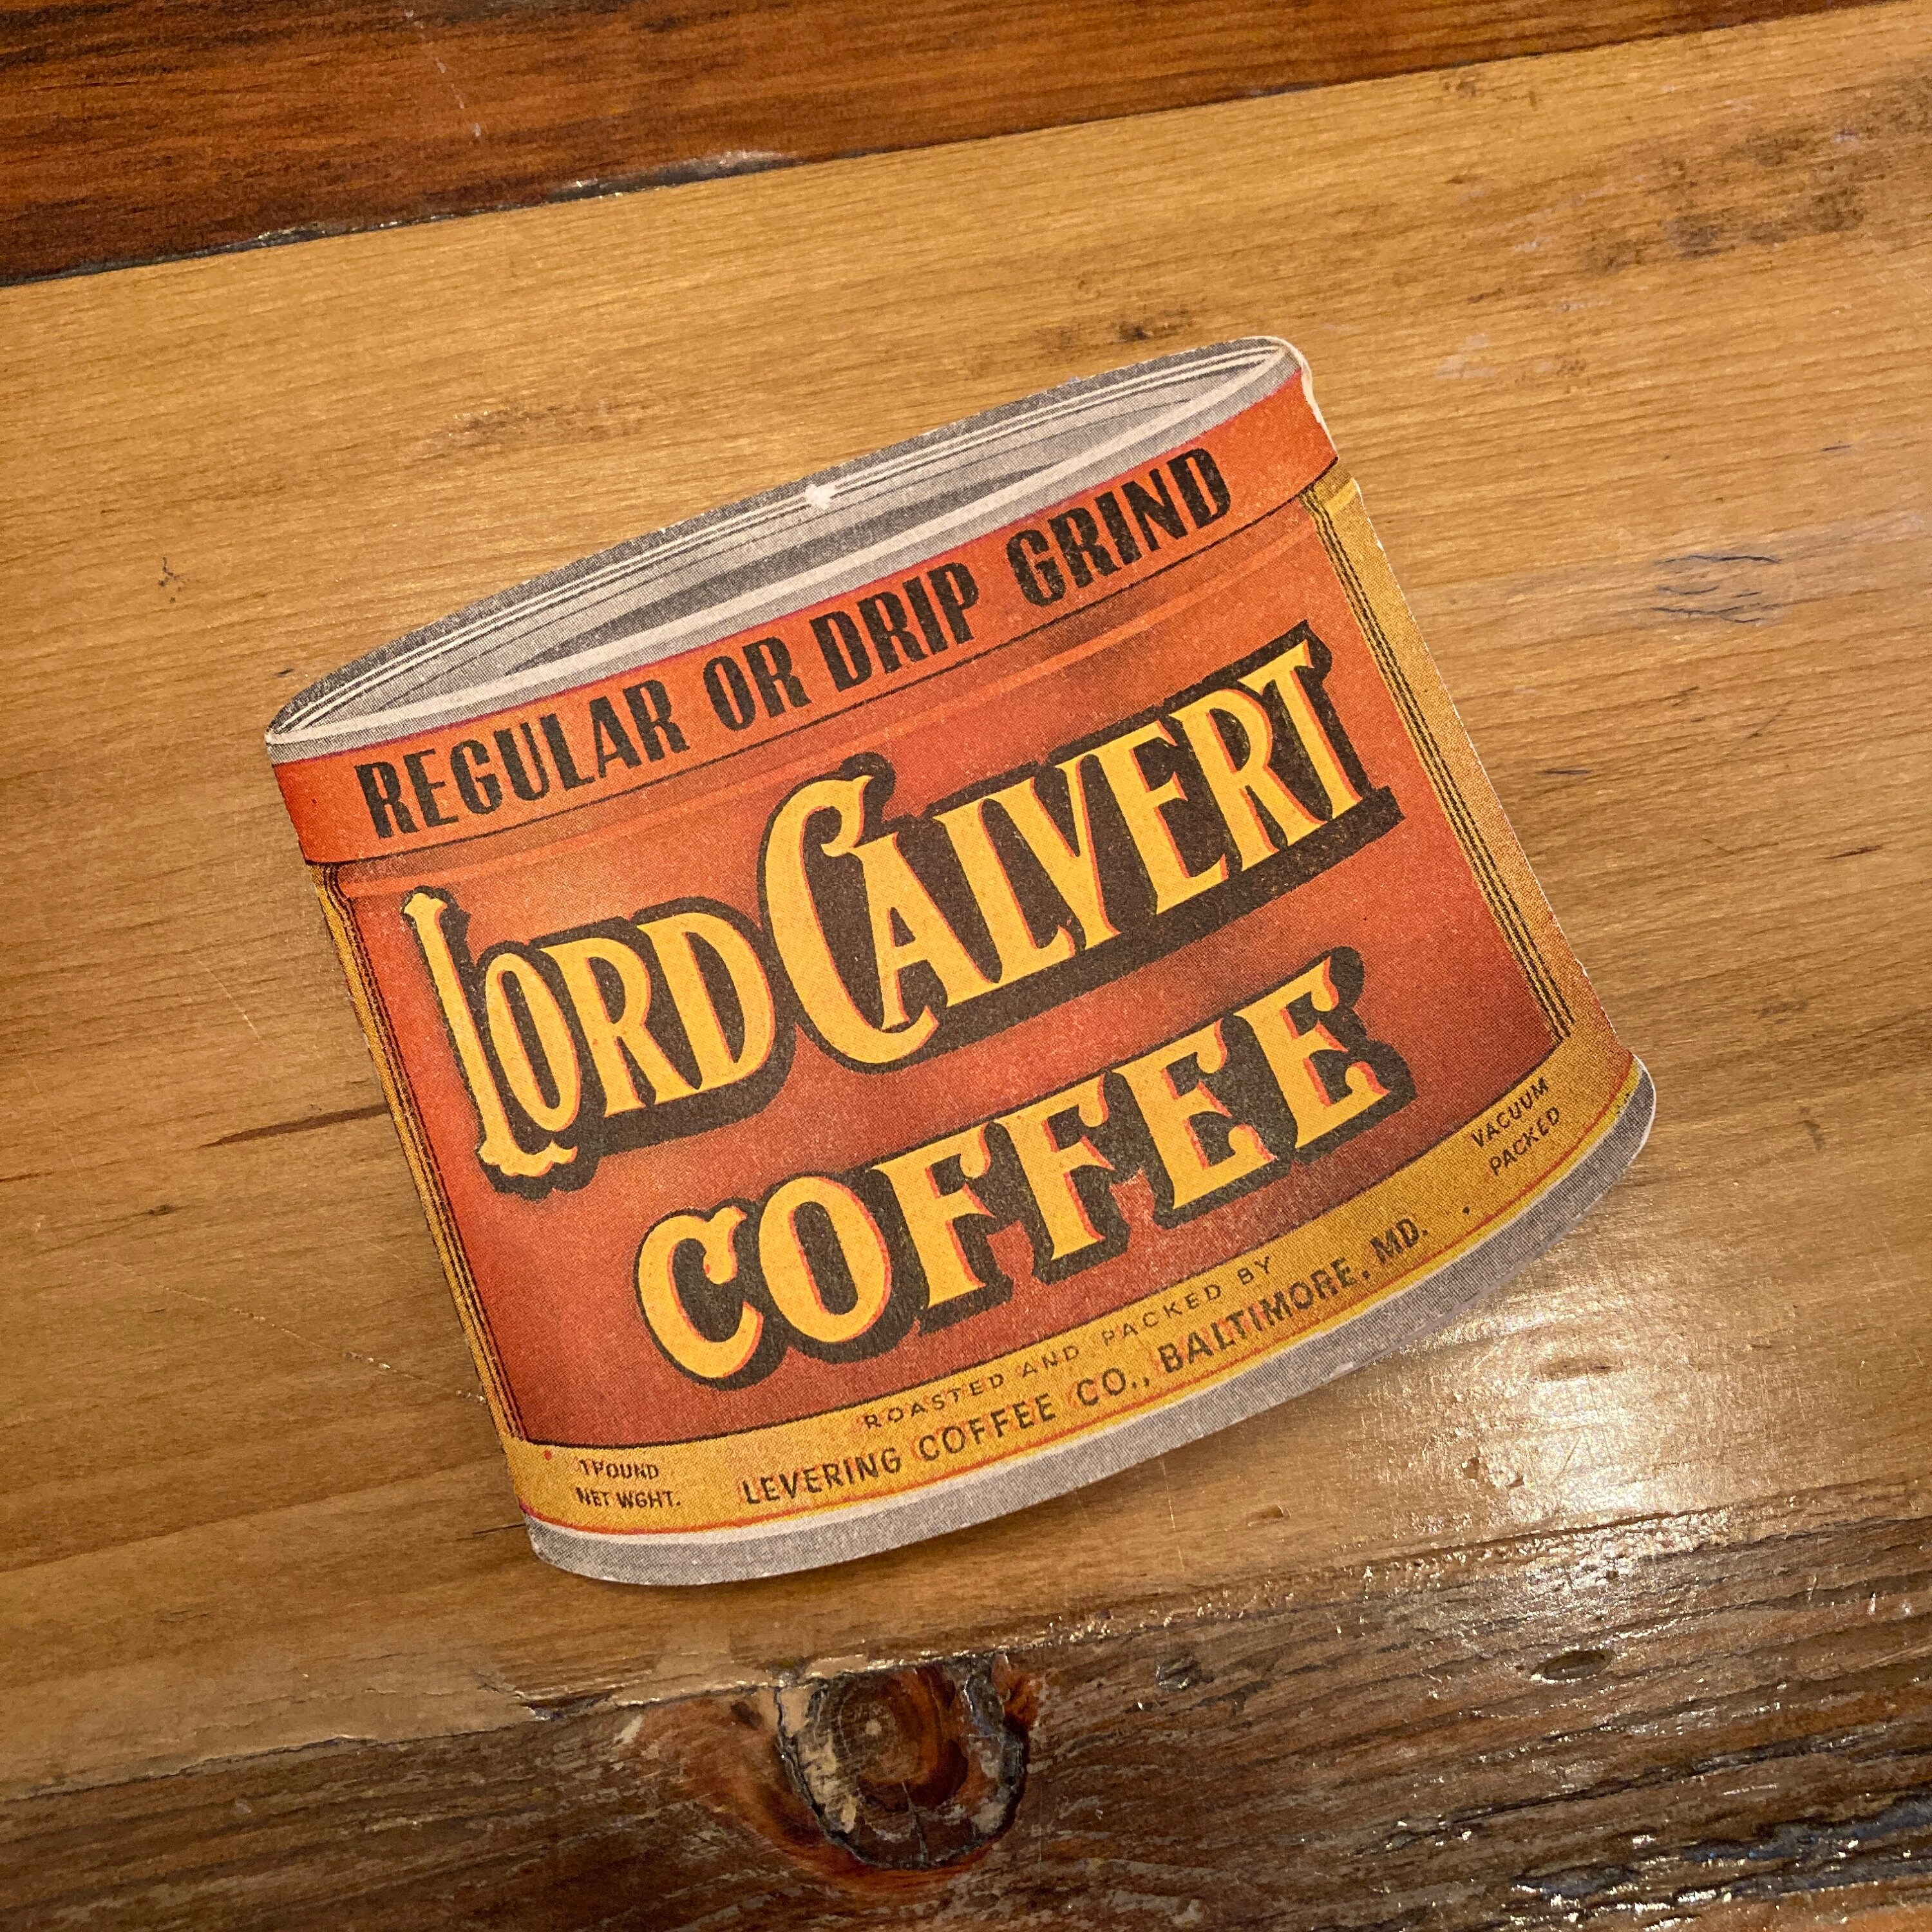 REGULAR OR DRIP GRIND
LORD CALVERT
COFFEE
VACUUM
PACKED
ROASTED AND PACKED BY
LEVERING COFFEE CO., BALTIMORE, MD.
1 POUND
NET WGHT.